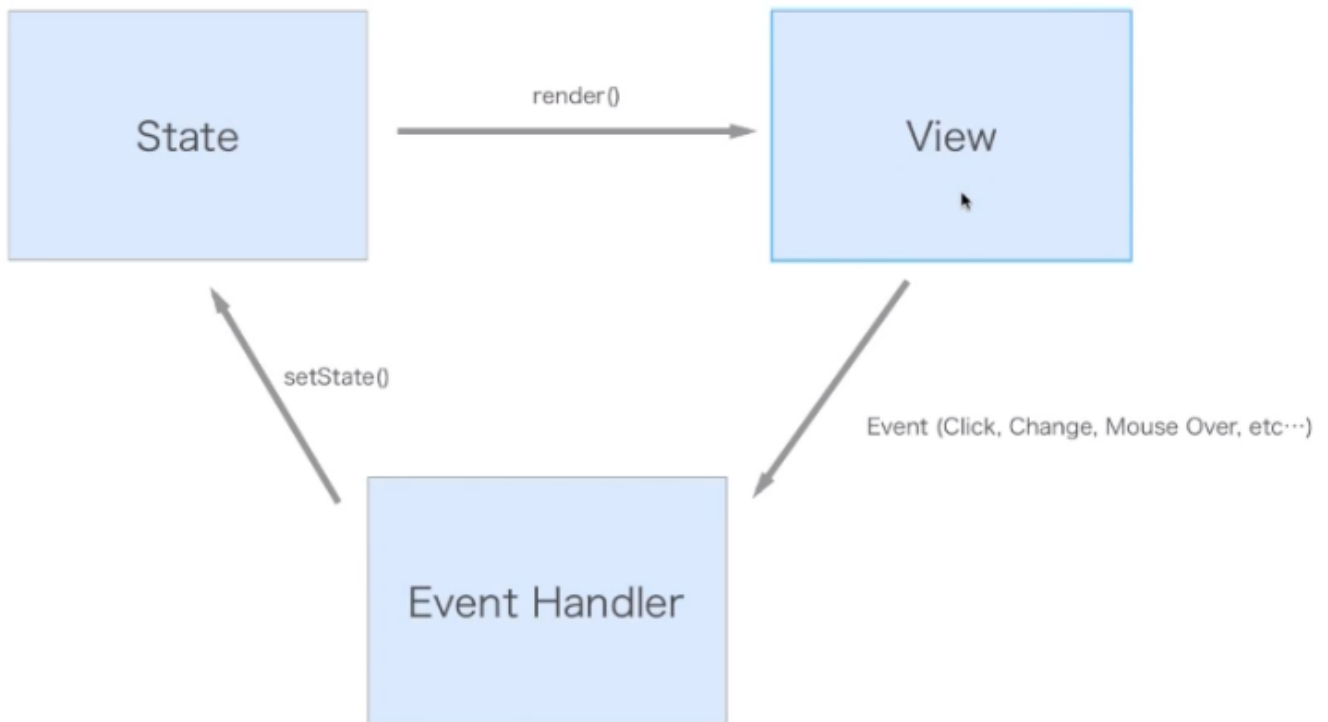 render()
State
View
setState()
Event (Click, Change, Mouse Over, etc…)
Event Handler